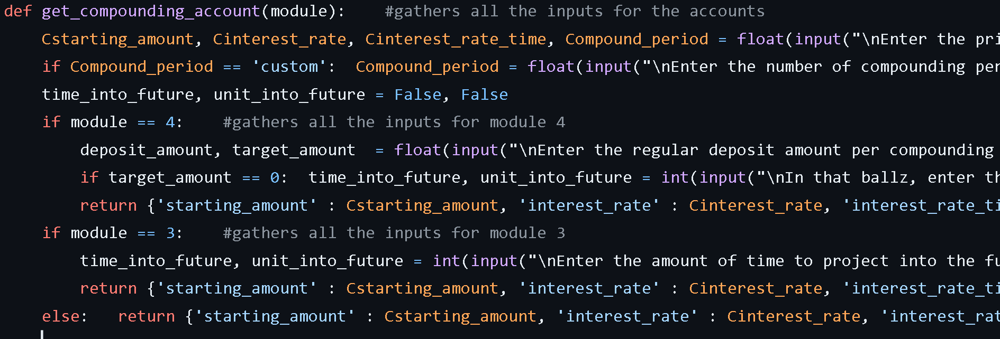 def get_compounding_account(module):    #gathers all the inputs for the accounts
    Cstarting_amount, Cinterest_rate, Cinterest_rate_time, Compound_period = float(input("\nEnter the pri
    if Compound_period == 'custom':  Compound_period = float(input("\nEnter the number of compounding per
    time_into_future, unit_into_future = False, False
    if module == 4:    #gathers all the inputs for module 4
        deposit_amount, target_amount  = float(input("\nEnter the regular deposit amount per compounding
        if target_amount == 0:  time_into_future, unit_into_future = int(input("\nIn that ballz, enter th
        return {'starting_amount' : Cstarting_amount, 'interest_rate' : Cinterest_rate, 'interest_rate_ti
    if module == 3:    #gathers all the inputs for module 3
        time_into_future, unit_into_future = int(input("\nEnter the amount of time to project into the fu
        return {'starting_amount' : Cstarting_amount, 'interest_rate' : Cinterest_rate, 'interest_rate_ti
    else:   return {'starting_amount' : Cstarting_amount, 'interest_rate' : Cinterest_rate, 'interest_rat